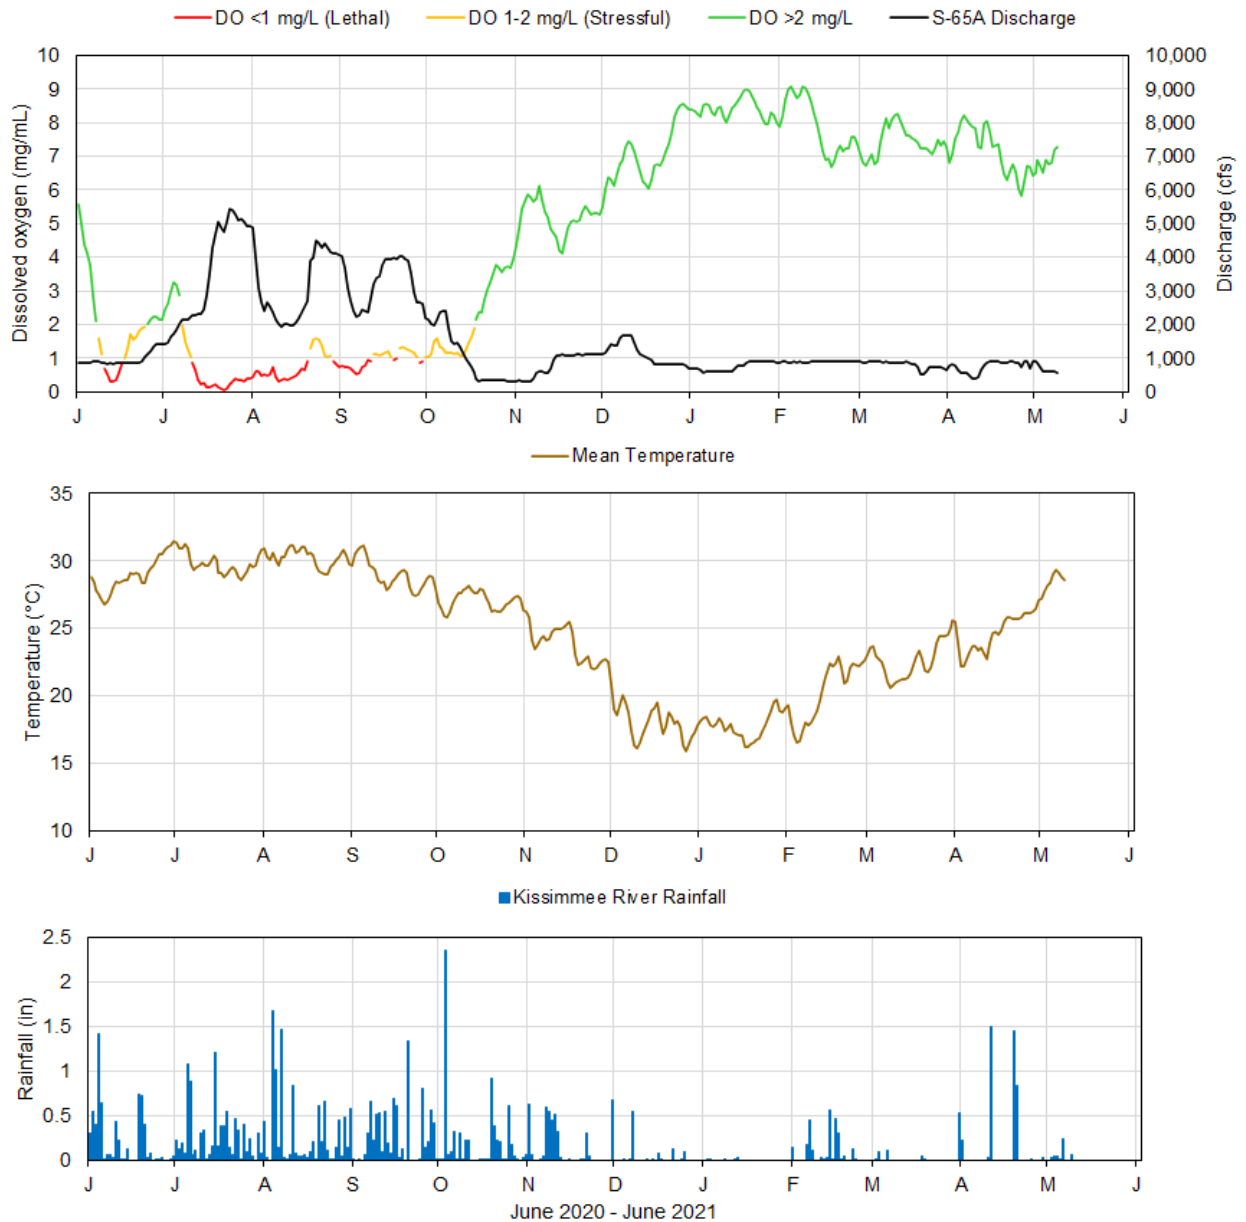 DO <1 mg/L (Lethal) DO 1-2 mg/L (Stressful) DO >2 mg/L S-65A Discharge
10 10,000
9 9,000
8 8,000
7 7,000
6 6,000
5 5,000
4 4,000
3 3,000
2 2,000
1 1,000
0 0
Dissolved oxygen (mg/mL)
Discharge (cfs)
J J A S O N D J F M A M J
Mean Temperature
35
30
25
20
15
10
Temperature (°C)
J J A S O N D J F M A M J
Kissimmee River Rainfall
2.5
2
1.5
1
0.5
0
Rainfall (in)
J J A S O N D J F M A M J
June 2020 - June 2021